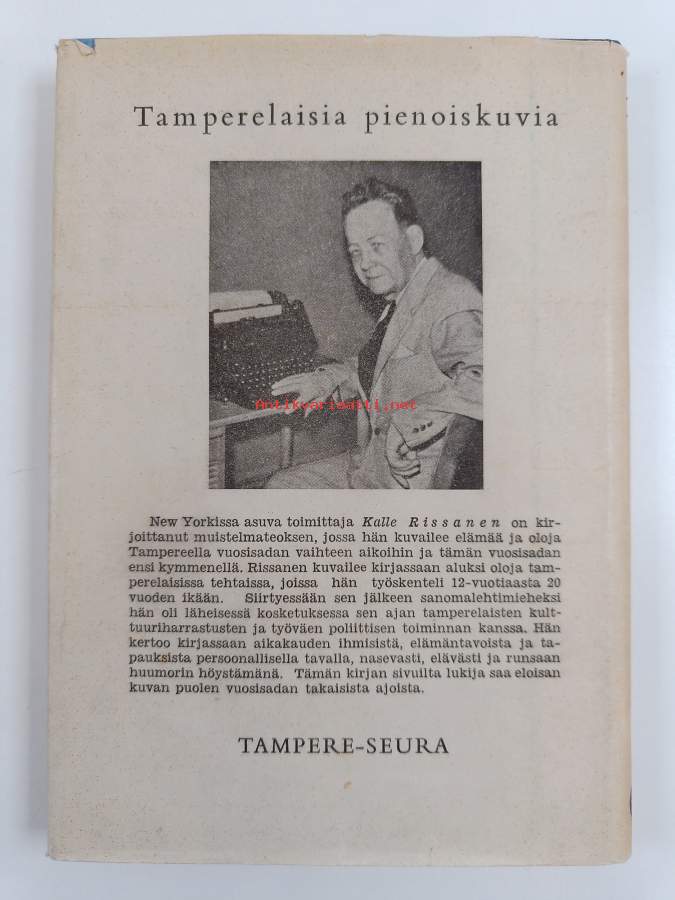 Tamperelaisia pienoiskuvia
Antikvariaatti.net
New Yorkissa asuva toimittaja Kalle Rissanen on kir-
joittanut muistelmateoksen, jossa hän kuvailee elämää ja oloja
Tampereella vuosisadan vaihteen aikoihin ja tämän vuosisadan
ensi kymmenellä. Rissanen kuvailee kirjassaan aluksi oloja tam-
perelaisissa tehtaissa, joissa hän työskenteli 12-vuotiaasta 20
vuoden ikään. Siirtyessään sen jälkeen sanomalehtimieheksi
hän oli läheisessä kosketuksessa sen ajan tamperelaisten kult-
tuuriharrastusten ja työväen poliittisen toiminnan kanssa. Hän
kertoo kirjassaan aikakauden ihmisistä, elämäntavoista ja ta-
pauksista persoonallisella tavalla, nasevasti, elävästi ja runsaan
huumorin höystämänä. Tämän kirjan sivuilta lukija saa eloisan
kuvan puolen vuosisadan takaisista ajoista.
TAMPERE-SEURA